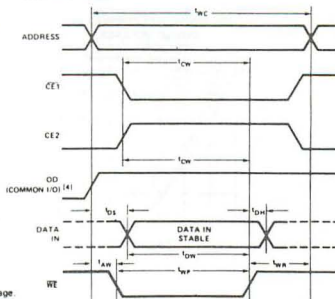 tWC
ADDRESS
tCW
CE1
CE2
tCW
OD
(COMMON I/O) [4]
tDS
tDH
DATA
IN
DATA IN
STABLE
tDW
tAW
tWP
tWR
WE
age.